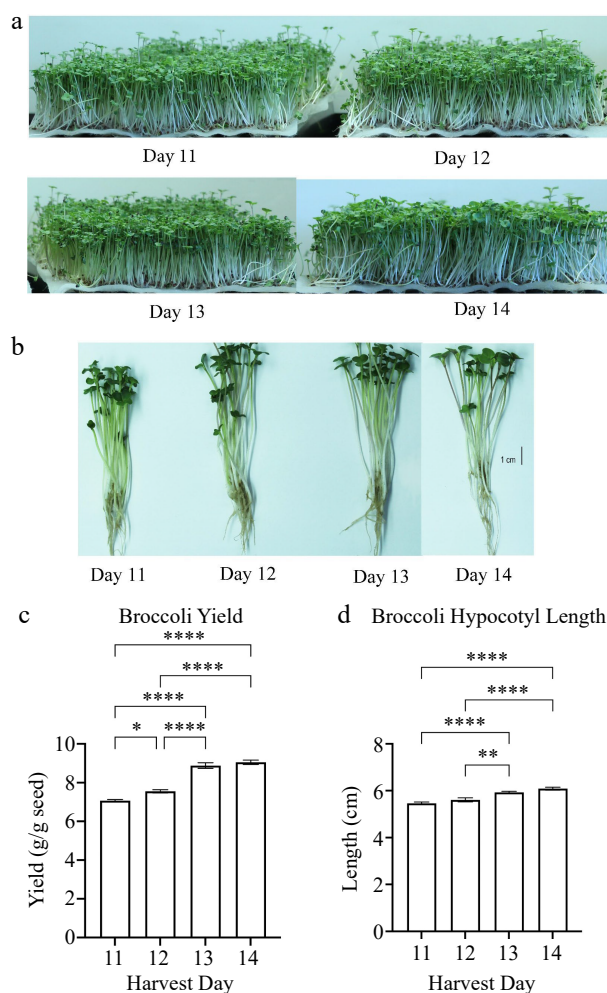 a
Day 11
Day 12
Day 13
Day 14
b
1 cm
Day 11
Day 12
Day 13
Day 14
c
Broccoli Yield
****
****
****
*
****
10
8
6
4
2
0
Yield (g/g seed)
11
12
13
14
Harvest Day
d
Broccoli Hypocotyl Length
****
****
****
**
8
6
4
2
0
Length (cm)
11
12
13
14
Harvest Day